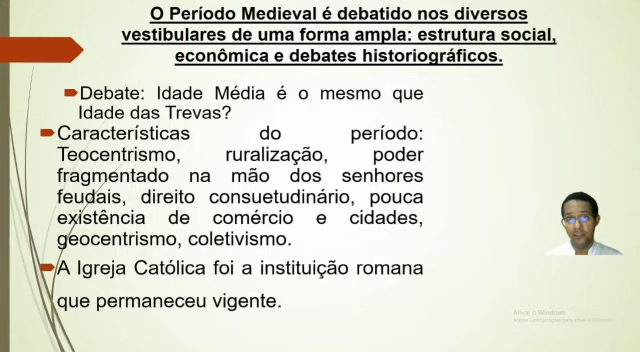 O Período Medieval é debatido nos diversos
vestibulares de uma forma ampla: estrutura social,
econômica e debates historiográficos.
Debate: Idade Média é o mesmo que
Idade das Trevas?
Características do período:
Teocentrismo, ruralização, poder
fragmentado na mão dos senhores
feudais, direito consuetudinário, pouca
existência de comércio e cidades,
geocentrismo, coletivismo.
A Igreja Católica foi a instituição romana
que permaneceu vigente.
Ativar o Windows